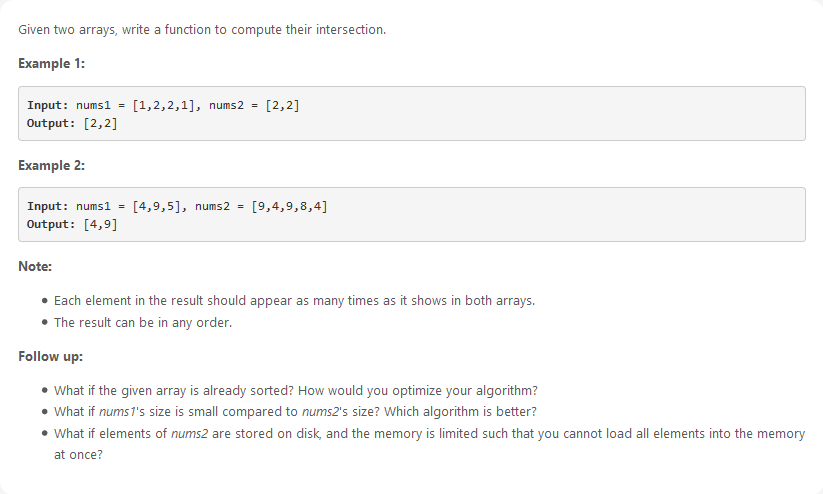 Given two arrays, write a function to compute their intersection.
Example 1:
Input: nums1 = [1,2,2,1], nums2 = [2,2]
Output: [2,2]
Example 2:
Input: nums1 = [4,9,5], nums2 = [9,4,9,8,4]
Output: [4,9]
Note:
● Each element in the result should appear as many times as it shows in both arrays.
● The result can be in any order.
Follow up:
● What if the given array is already sorted? How would you optimize your algorithm?
● What if nums1's size is small compared to nums2's size? Which algorithm is better?
● What if elements of nums2 are stored on disk, and the memory is limited such that you cannot load all elements into the memory
at once?